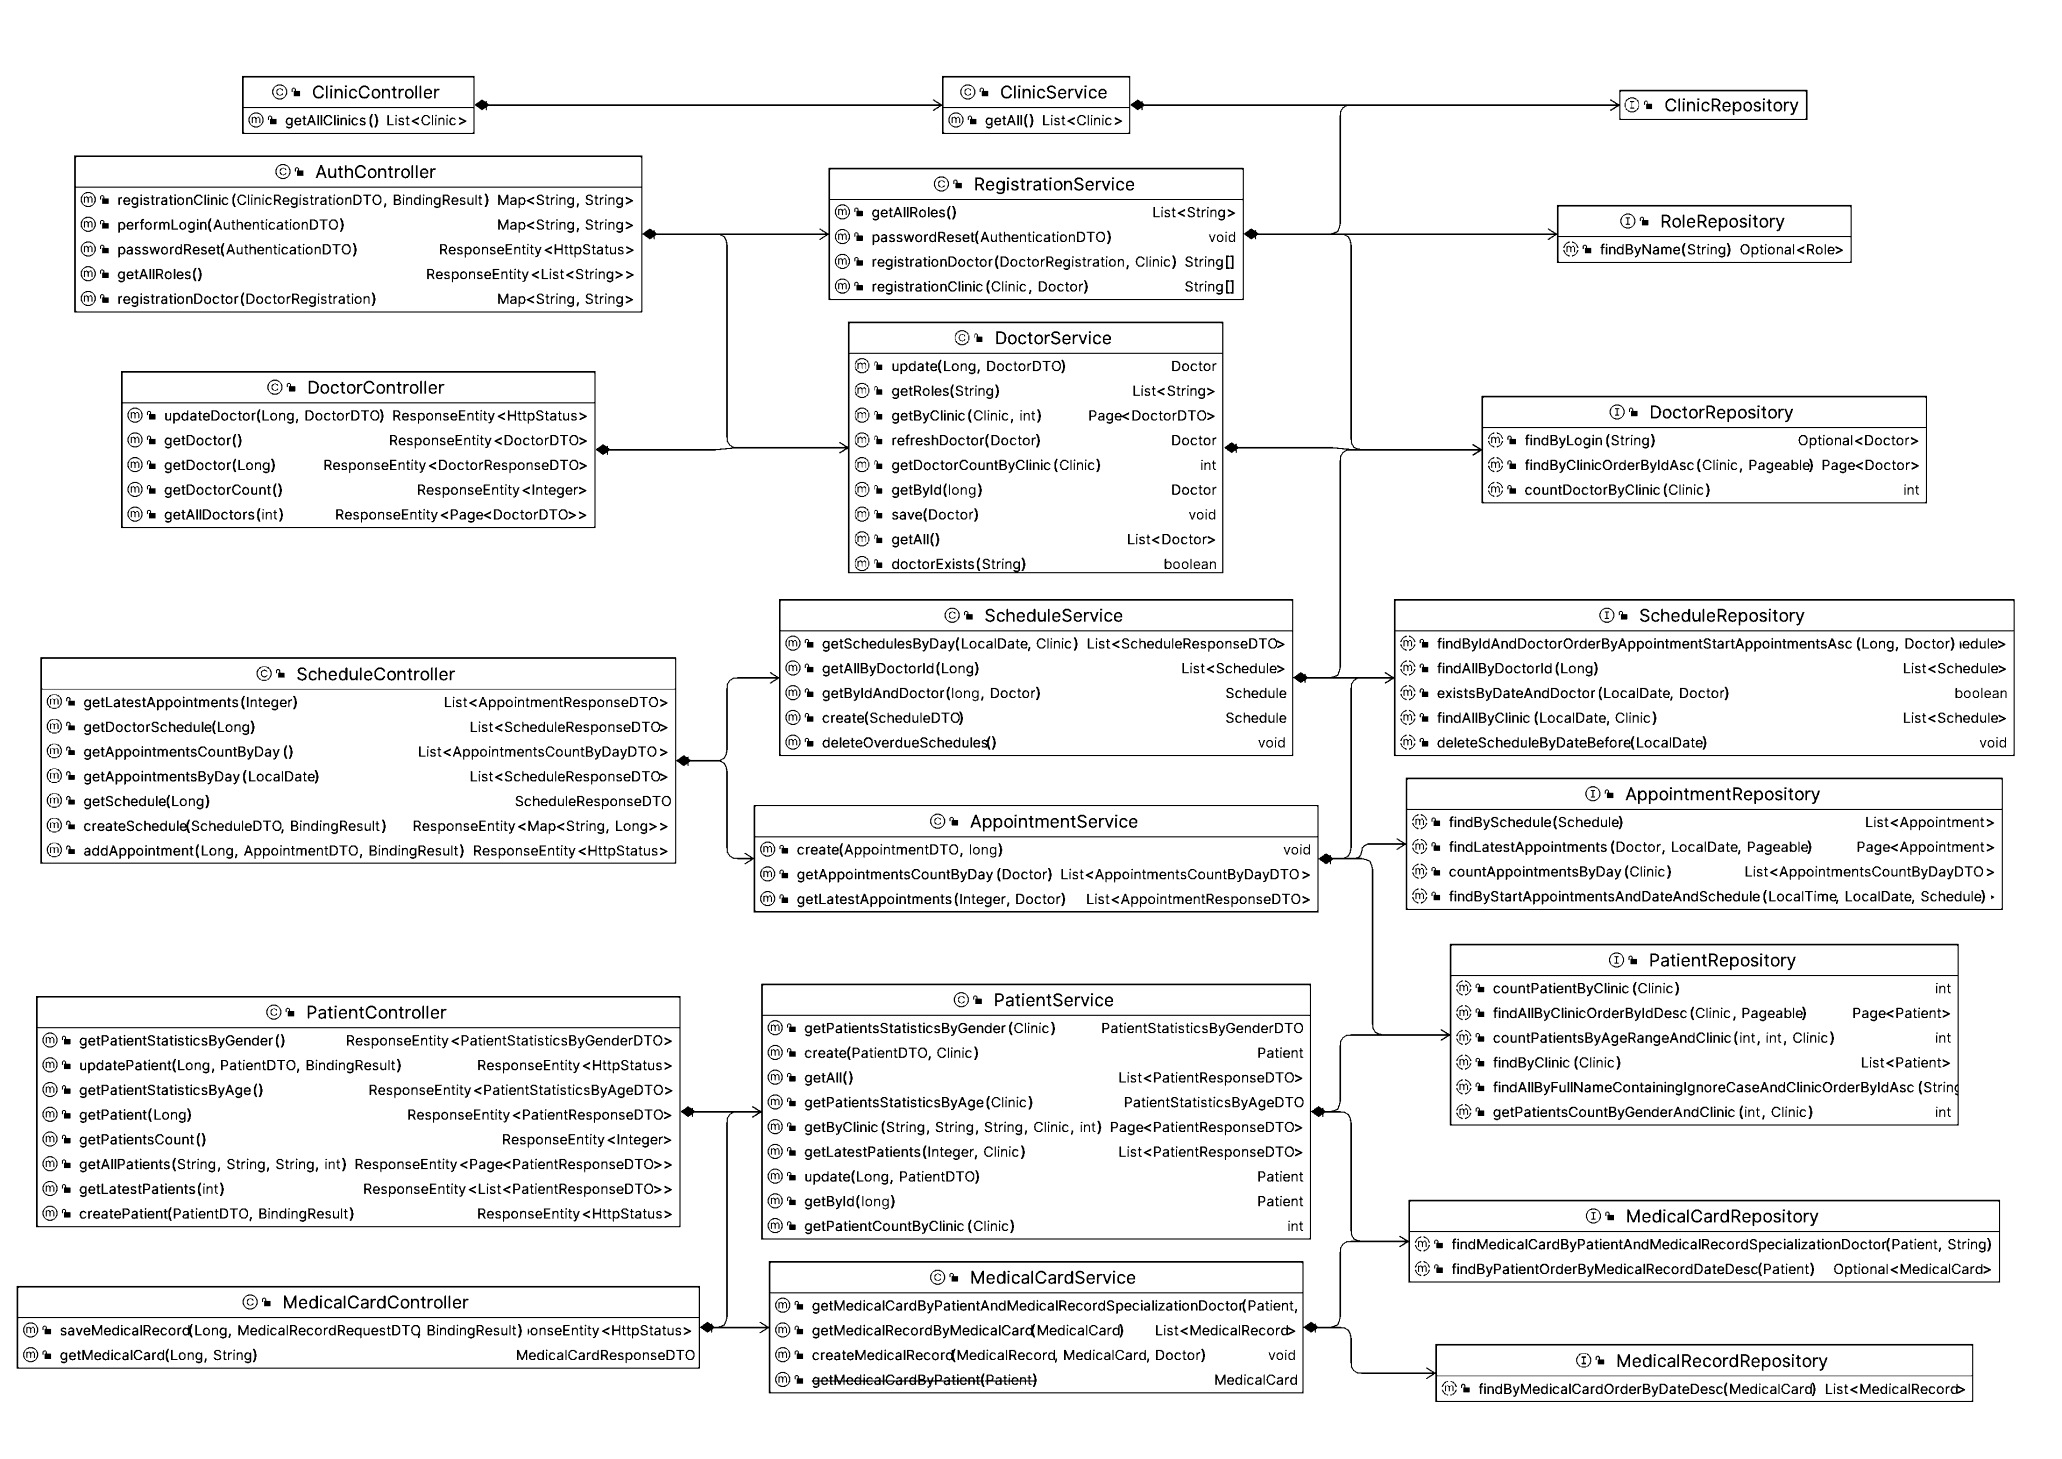 ClinicController
getAllClinics() List<Clinic>
ClinicService
getAll() List<Clinic>
ClinicRepository
AuthController
registrationClinic(ClinicRegistrationDTO, BindingResult) Map<String, String>
performLogin(AuthenticationDTO) Map<String, String>
passwordReset(AuthenticationDTO) ResponseEntity<HttpStatus>
getAllRoles() ResponseEntity<List<String>>
registrationDoctor(DoctorRegistration) Map<String, String>
RegistrationService
getAllRoles() List<String>
passwordReset(AuthenticationDTO) void
registrationDoctor(DoctorRegistration, Clinic) String[]
registrationClinic(Clinic, Doctor) String[]
RoleRepository
findByName(String) Optional<Role>
DoctorController
updateDoctor(Long, DoctorDTO) ResponseEntity<HttpStatus>
getDoctor() ResponseEntity<DoctorDTO>
getDoctor(Long) ResponseEntity<DoctorResponseDTO>
getDoctorCount() ResponseEntity<Integer>
getAllDoctors(int) ResponseEntity<Page<DoctorDTO>>
DoctorService
update(Long, DoctorDTO) Doctor
getRoles(String) List<String>
getByClinic(Clinic, int) Page<DoctorDTO>
refreshDoctor(Doctor) Doctor
getDoctorCountByClinic(Clinic) int
getById(long) Doctor
save(Doctor) void
getAll() List<Doctor>
doctorExists(String) boolean
DoctorRepository
findByLogin(String) Optional<Doctor>
findByClinicOrderByIdAsc(Clinic, Pageable) Page<Doctor>
countDoctorByClinic(Clinic) int
ScheduleController
getLatestAppointments(Integer) List<AppointmentResponseDTO>
getDoctorSchedule(Long) List<ScheduleResponseDTO>
getAppointmentsCountByDay() List<AppointmentsCountByDayDTO>
getAppointmentsByDay(LocalDate) List<ScheduleResponseDTO>
getSchedule(Long) ScheduleResponseDTO
createSchedule(ScheduleDTO, BindingResult) ResponseEntity<Map<String, Long>>
addAppointment(Long, AppointmentDTO, BindingResult) ResponseEntity<HttpStatus>
ScheduleService
getSchedulesByDay(LocalDate, Clinic) List<ScheduleResponseDTO>
getAllByDoctorId(Long) List<Schedule>
getByIdAndDoctor(long, Doctor) Schedule
create(ScheduleDTO) Schedule
deleteOverdueSchedules() void
ScheduleRepository
findByIdAndDoctorOrderByAppointmentStartAppointmentsAsc(Long, Doctor) edule>
findAllByDoctorId(Long) List<Schedule>
existsByDateAndDoctor(LocalDate, Doctor) boolean
findAllByClinic(LocalDate, Clinic) List<Schedule>
deleteScheduleByDateBefore(LocalDate) void
AppointmentService
create(AppointmentDTO, long) void
getAppointmentsCountByDay(Doctor) List<AppointmentsCountByDayDTO>
getLatestAppointments(Integer, Doctor) List<AppointmentResponseDTO>
AppointmentRepository
findBySchedule(Schedule) List<Appointment>
findLatestAppointments(Doctor, LocalDate, Pageable) Page<Appointment>
countAppointmentsByDay(Clinic) List<AppointmentsCountByDayDTO>
findByStartAppointmentsAndDateAndSchedule(LocalTime, LocalDate, Schedule)
PatientController
getPatientStatisticsByGender() ResponseEntity<PatientStatisticsByGenderDTO>
updatePatient(Long, PatientDTO, BindingResult) ResponseEntity<HttpStatus>
getPatientStatisticsByAge() ResponseEntity<PatientStatisticsByAgeDTO>
getPatient(Long) ResponseEntity<PatientResponseDTO>
getPatientsCount() ResponseEntity<Integer>
getAllPatients(String, String, String, int) ResponseEntity<Page<PatientResponseDTO>>
getLatestPatients(int) ResponseEntity<List<PatientResponseDTO>>
createPatient(PatientDTO, BindingResult) ResponseEntity<HttpStatus>
PatientService
getPatientsStatisticsByGender(Clinic) PatientStatisticsByGenderDTO
create(PatientDTO, Clinic) Patient
getAll() List<PatientResponseDTO>
getPatientsStatisticsByAge(Clinic) PatientStatisticsByAgeDTO
getByClinic(String, String, String, Clinic, int) Page<PatientResponseDTO>
getLatestPatients(Integer, Clinic) List<PatientResponseDTO>
update(Long, PatientDTO) Patient
getById(long) Patient
getPatientCountByClinic(Clinic) int
PatientRepository
countPatientByClinic(Clinic) int
findAllByClinicOrderByIdDesc(Clinic, Pageable) Page<Patient>
countPatientsByAgeRangeAndClinic(int, int, Clinic) int
findByClinic(Clinic) List<Patient>
findAllByFullNameContainingIgnoreCaseAndClinicOrderByIdAsc(String
getPatientsCountByGenderAndClinic(int, Clinic) int
MedicalCardController
saveMedicalRecord(Long, MedicalRecordRequestDTO, BindingResult) onseEntity<HttpStatus>
getMedicalCard(Long, String) MedicalCardResponseDTO
MedicalCardService
getMedicalCardByPatientAndMedicalRecordSpecializationDoctor(Patient,
getMedicalRecordByMedicalCard(MedicalCard) List<MedicalRecord>
createMedicalRecord(MedicalRecord, MedicalCard, Doctor) void
getMedicalCardByPatient(Patient) MedicalCard
MedicalCardRepository
findMedicalCardByPatientAndMedicalRecordSpecializationDoctor(Patient, String)
findByPatientOrderByMedicalRecordDateDesc(Patient) Optional<MedicalCard>
MedicalRecordRepository
findByMedicalCardOrderByDateDesc(MedicalCard) List<MedicalRecord>